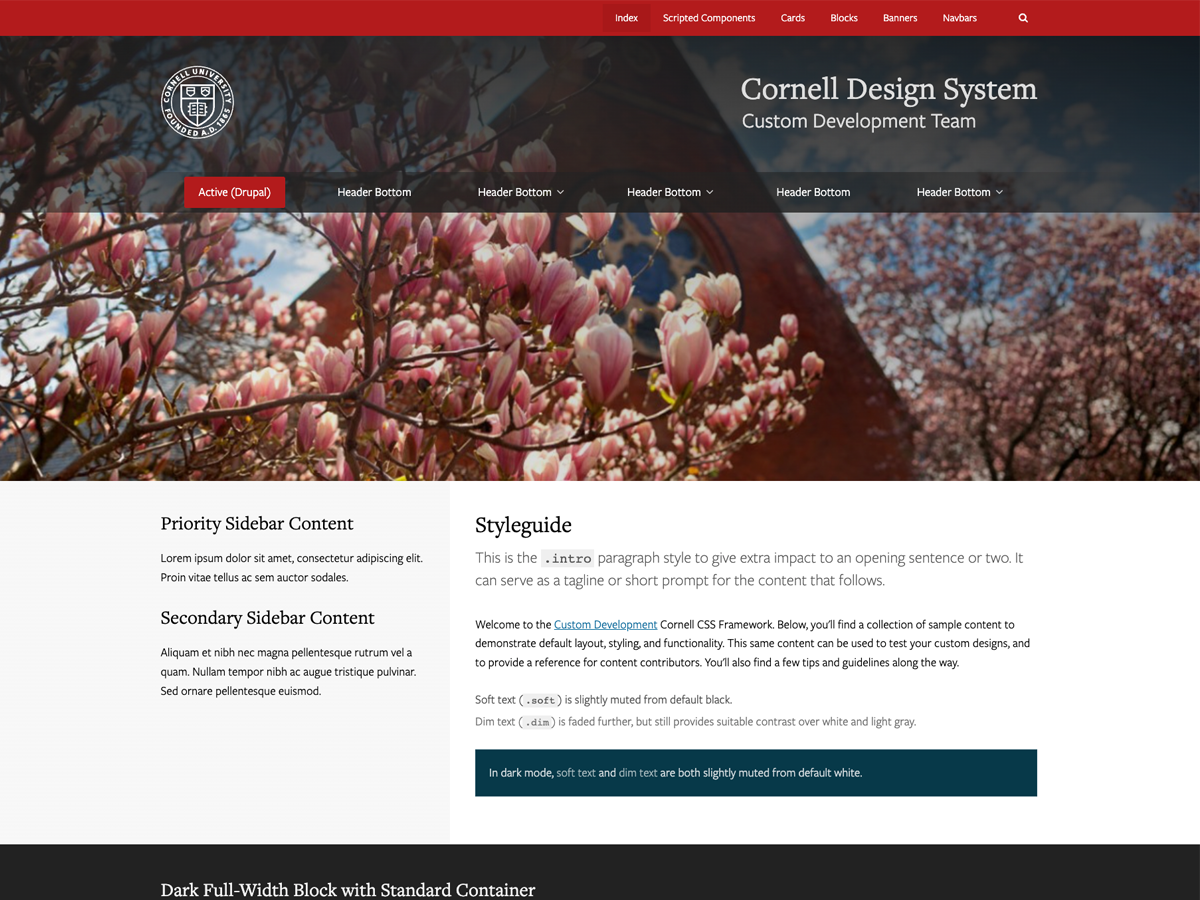 Index Scripted Components Cards Blocks Banners Navbars
CORNELL UNIVERSITY
FOUNDED A.D. 1865
Cornell Design System
Custom Development Team
Active (Drupal) Header Bottom Header Bottom Header Bottom Header Bottom Header Bottom
Priority Sidebar Content
Lorem ipsum dolor sit amet, consectetur adipiscing elit.
Proin vitae tellus ac sem auctor sodales.
Secondary Sidebar Content
Aliquam et nibh nec magna pellentesque rutrum vel a
quam. Nullam tempor nibh ac augue tristique pulvinar.
Sed ornare pellentesque euismod.
Styleguide
This is the .intro paragraph style to give extra impact to an opening sentence or two. It
can serve as a tagline or short prompt for the content that follows.
Welcome to the Custom Development Cornell CSS Framework. Below, you'll find a collection of sample content to
demonstrate default layout, styling, and functionality. This same content can be used to test your custom designs, and
to provide a reference for content contributors. You'll also find a few tips and guidelines along the way.
Soft text (.soft) is slightly muted from default black.
Dim text (.dim) is faded further, but still provides suitable contrast over white and light gray.
In dark mode, soft text and dim text are both slightly muted from default white.
Dark Full-Width Block with Standard Container